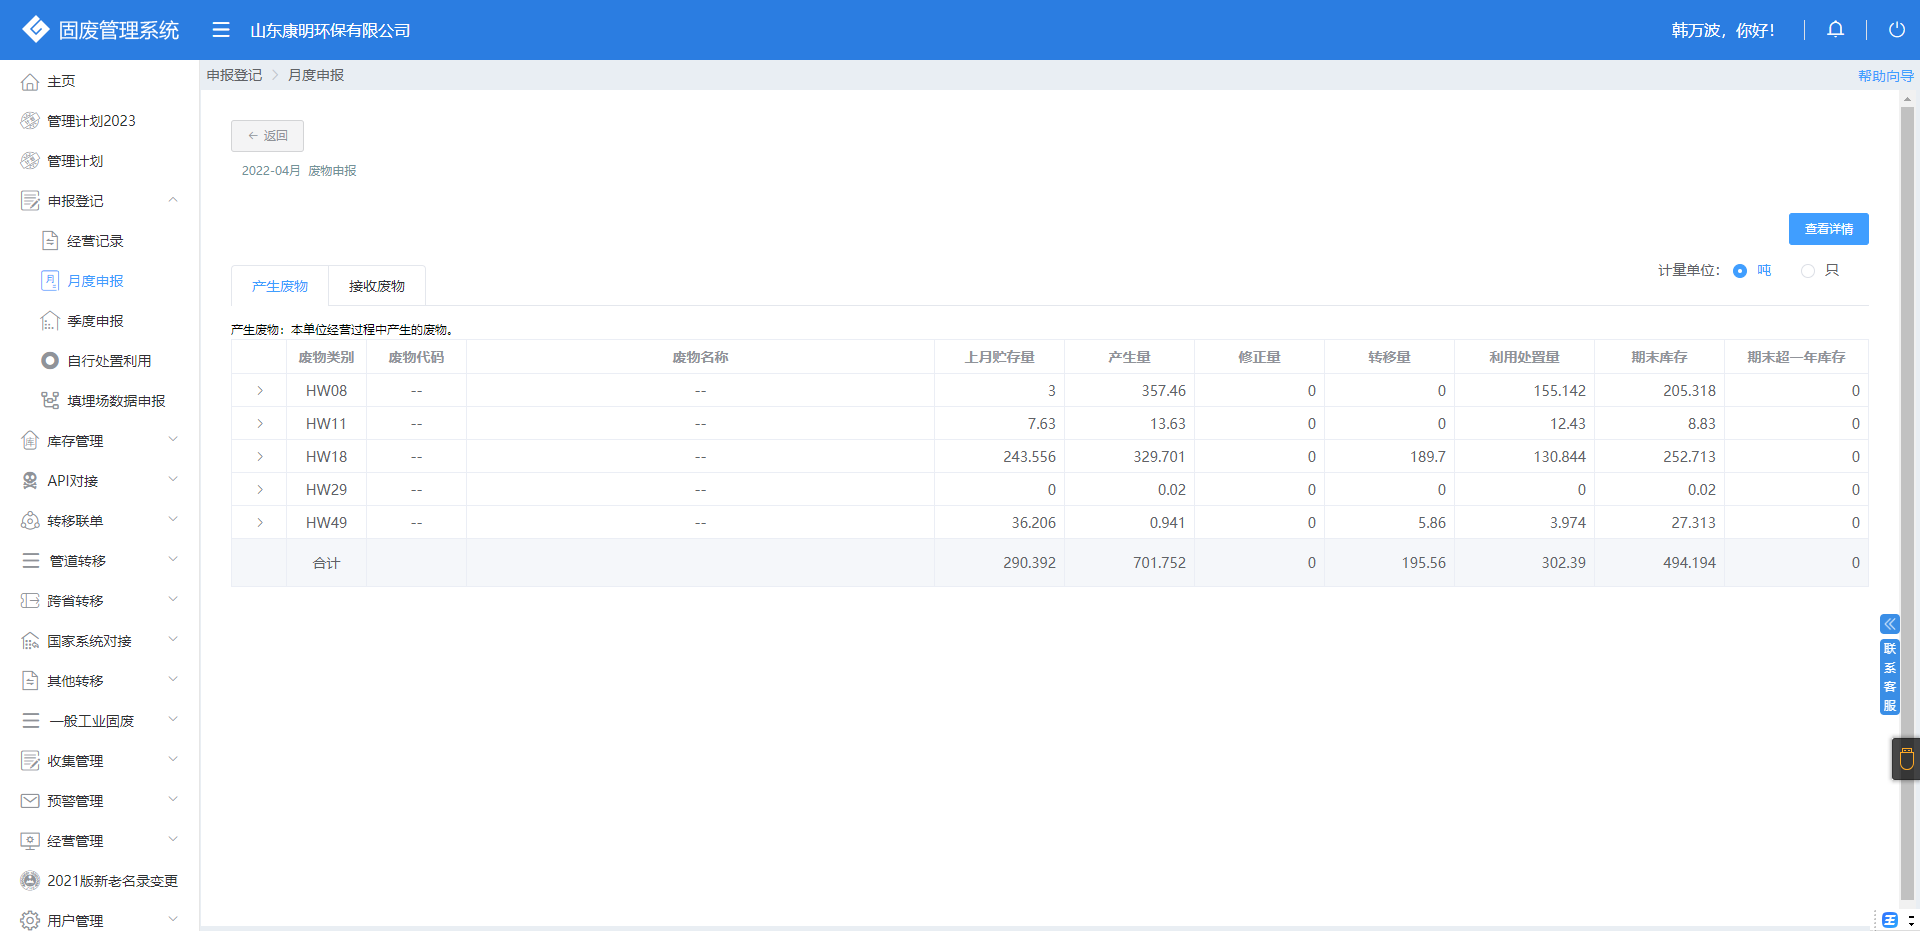 固废管理系统 山东康明环保有限公司 韩万波，你好！
申报登记 > 月度申报 帮助向导
主页
管理计划2023
管理计划
申报登记
经营记录
月度申报
季度申报
自行处置利用
填埋场数据申报
库存管理
API对接
转移联单
管道转移
跨省转移
国家系统对接
其他转移
一般工业固废
收集管理
预警管理
经营管理
2021版新老名录变更
用户管理
← 返回
2022-04月 废物申报
查看详情
产生废物 接收废物 计量单位： 吨 只
产生废物：本单位经营过程中产生的废物。
废物类别 废物代码 废物名称 上月贮存量 产生量 修正量 转移量 利用处置量 期末库存 期末超一年库存
HW08 -- -- 3 357.46 0 0 155.142 205.318 0
HW11 -- -- 7.63 13.63 0 0 12.43 8.83 0
HW18 -- -- 243.556 329.701 0 189.7 130.844 252.713 0
HW29 -- -- 0 0.02 0 0 0 0.02 0
HW49 -- -- 36.206 0.941 0 5.86 3.974 27.313 0
合计 290.392 701.752 0 195.56 302.39 494.194 0
联
系
客
服